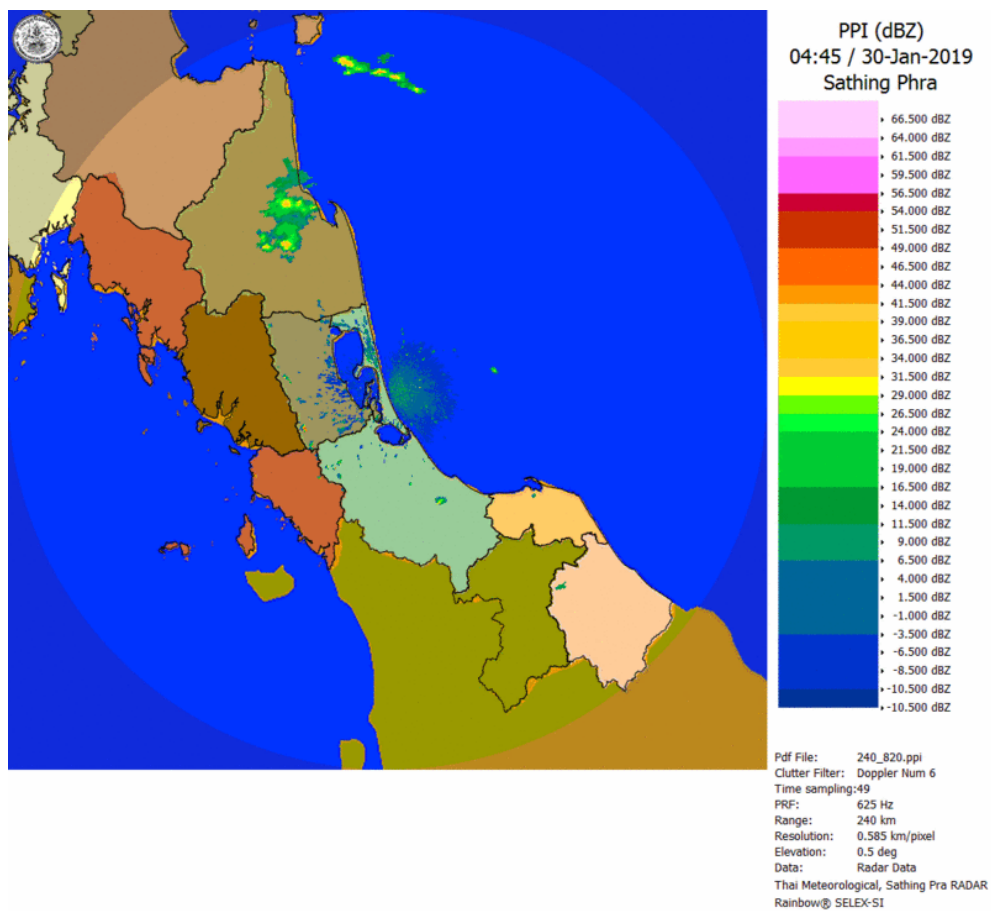 PPI (dBZ)
04:45 / 30-Jan-2019
Sathing Phra
66.500 dBZ
64.000 dBZ
61.500 dBZ
59.500 dBZ
56.500 dBZ
54.000 dBZ
51.500 dBZ
49.000 dBZ
46.500 dBZ
44.000 dBZ
41.500 dBZ
39.000 dBZ
36.500 dBZ
34.000 dBZ
31.500 dBZ
29.000 dBZ
26.500 dBZ
24.000 dBZ
21.500 dBZ
19.000 dBZ
16.500 dBZ
14.000 dBZ
11.500 dBZ
9.000 dBZ
6.500 dBZ
4.000 dBZ
1.500 dBZ
-1.000 dBZ
-3.500 dBZ
-6.500 dBZ
-8.500 dBZ
-10.500 dBZ
-10.500 dBZ
Pdf File: 240_820.ppi
Clutter Filter: Doppler Num 6
Time sampling:49
PRF: 625 Hz
Range: 240 km
Resolution: 0.585 km/pixel
Elevation: 0.5 deg
Data: Radar Data
Thai Meteorological, Sathing Pra RADAR
Rainbow® SELEX-SI